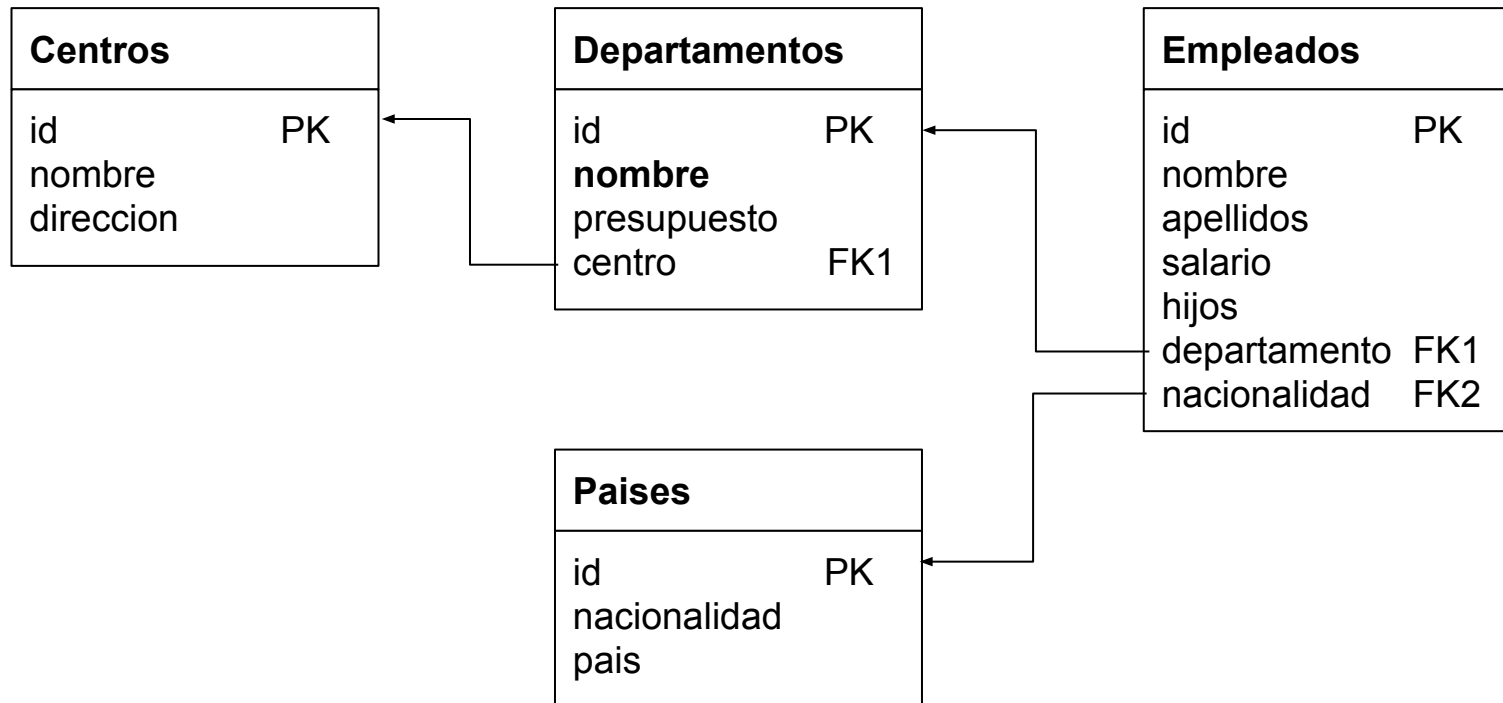 Centros
id PK
nombre
direccion
Departamentos
id PK
nombre
presupuesto
centro FK1
Empleados
id PK
nombre
apellidos
salario
hijos
departamento FK1
nacionalidad FK2
Paises
id PK
nacionalidad
pais